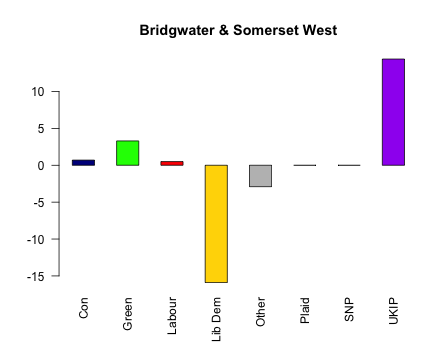 Bridgwater & Somerset West
10
5
0
-5
-10
-15
Con
Green
Labour
Lib Dem
Other
Plaid
SNP
UKIP